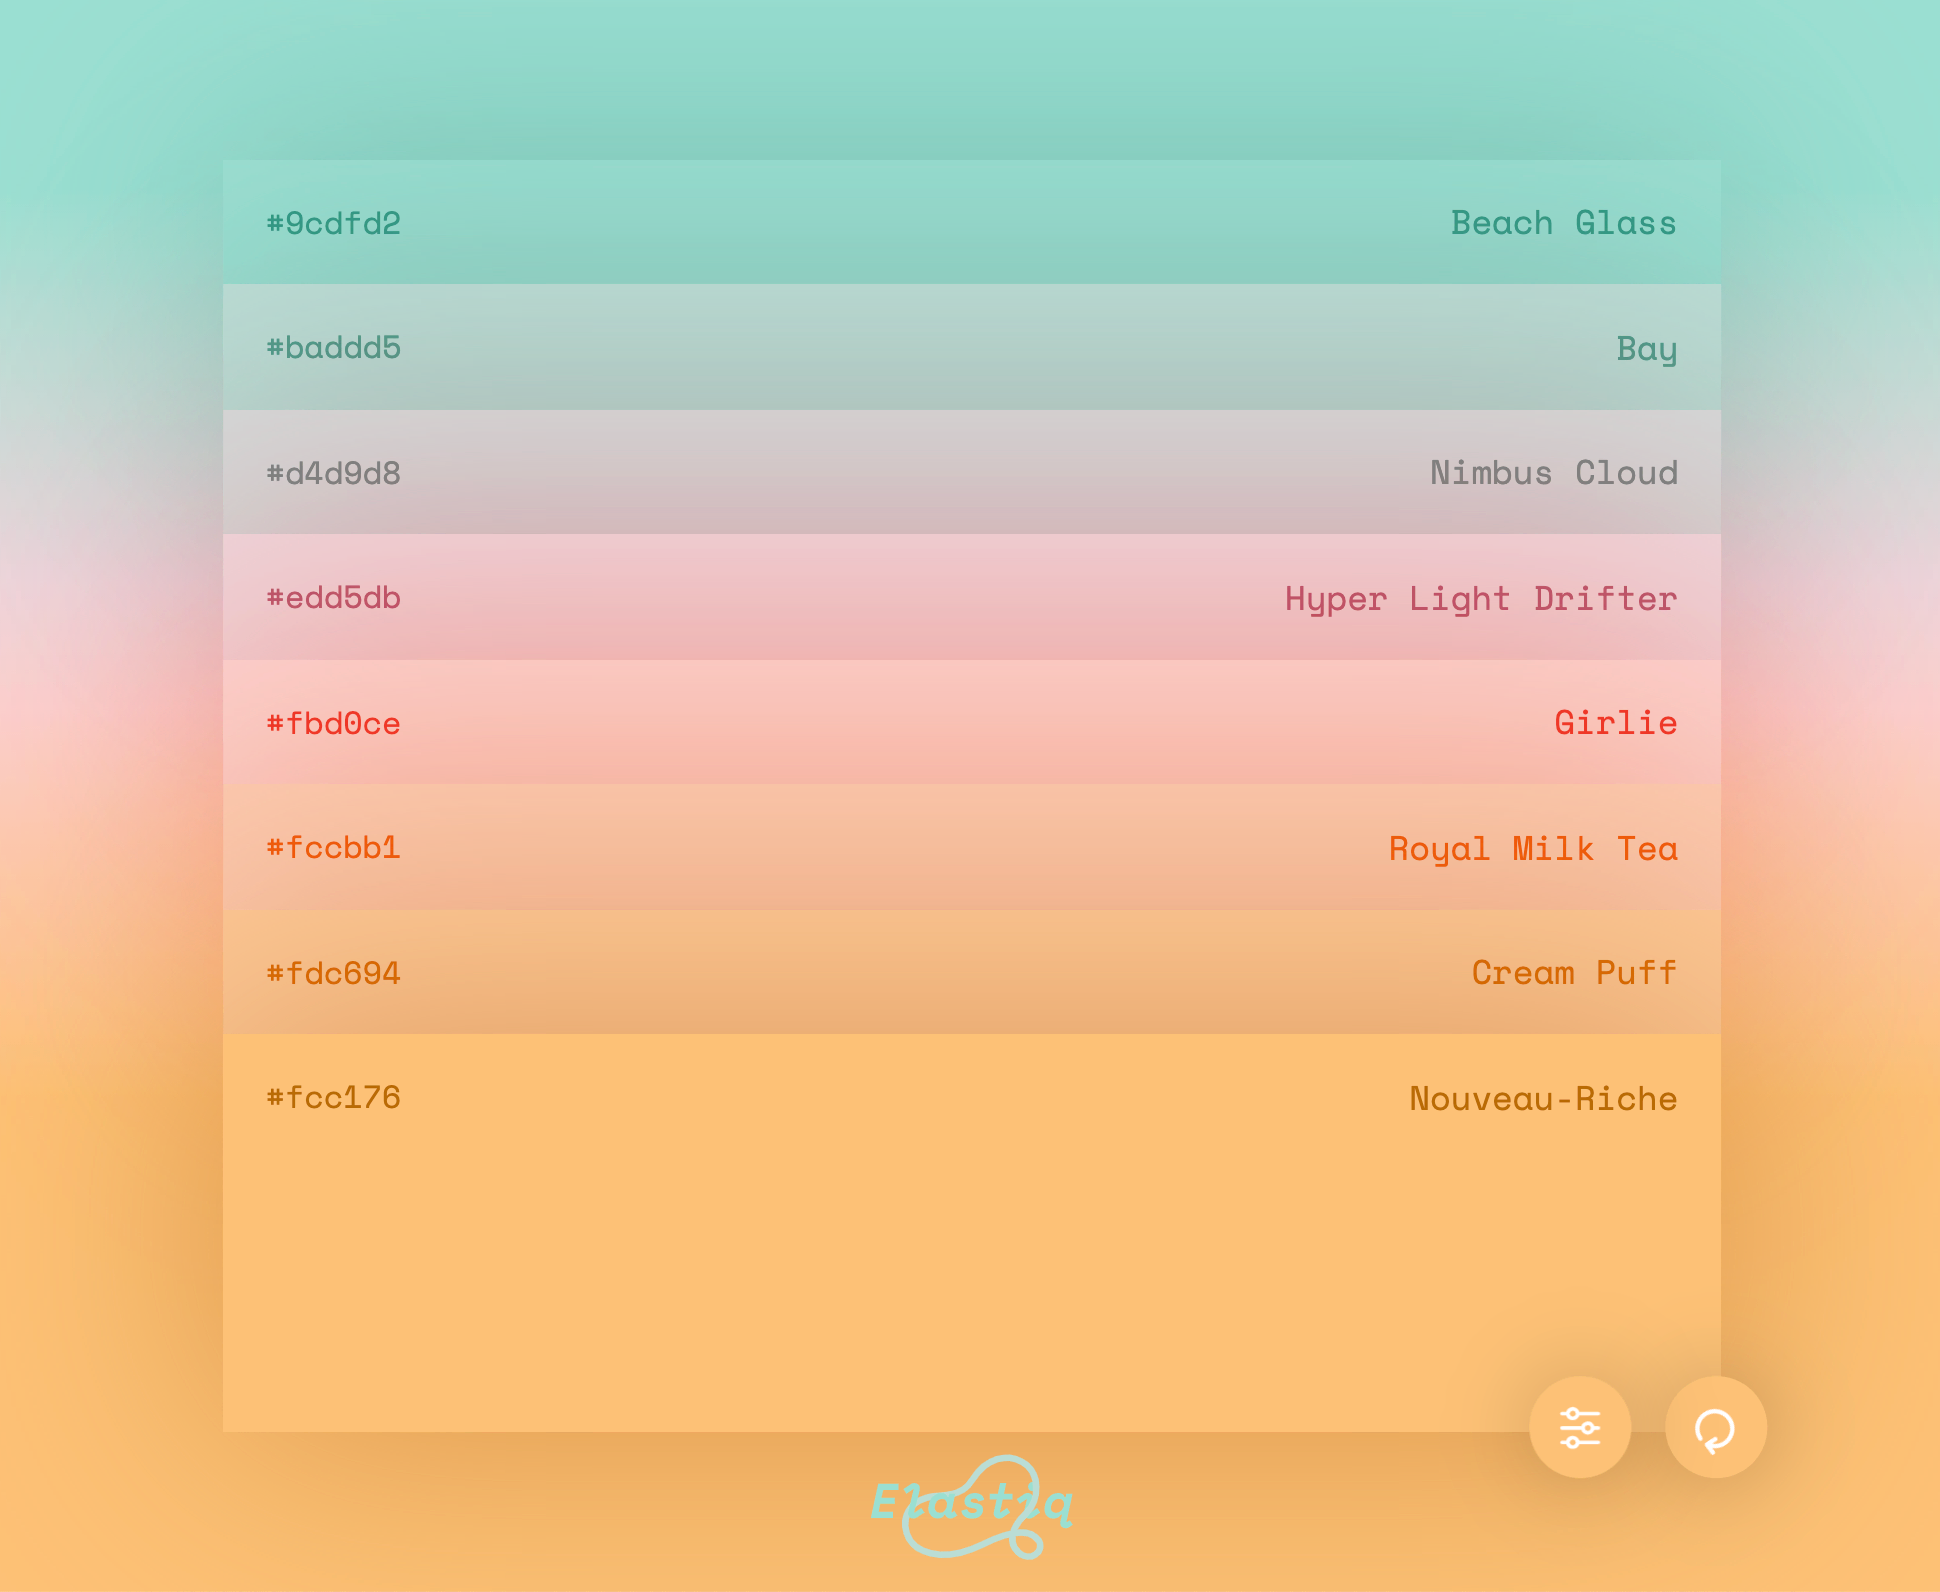 #9cdfd2 Beach Glass
#baddd5 Bay
#d4d9d8 Nimbus Cloud
#edd5db Hyper Light Drifter
#fbd0ce Girlie
#fccbb1 Royal Milk Tea
#fdc694 Cream Puff
#fcc176 Nouveau-Riche
Elastiq